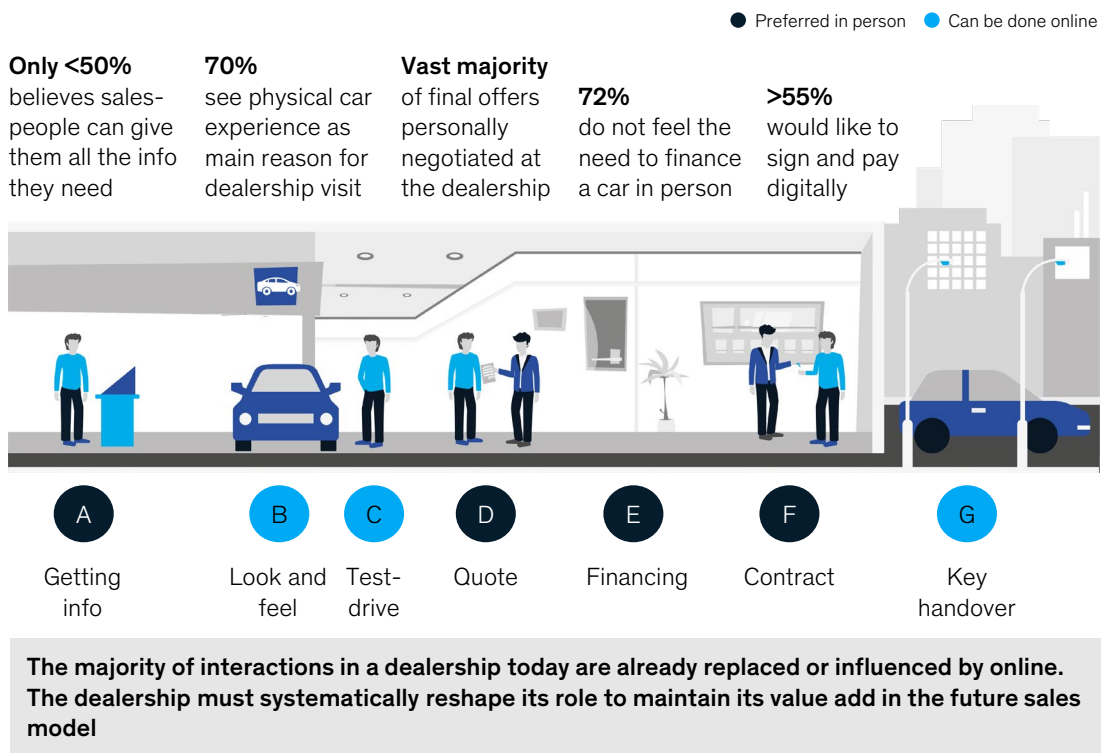 Preferred in person
Can be done online
Only <50%
believes sales-
people can give
them all the info
they need
70%
see physical car
experience as
main reason for
dealership visit
Vast majority
of final offers
personally
negotiated at
the dealership
72%
do not feel the
need to finance
a car in person
>55%
would like to
sign and pay
digitally
A
B
C
D
E
F
G
Getting
info
Look and
feel
Test-
drive
Quote
Financing
Contract
Key
handover
The majority of interactions in a dealership today are already replaced or influenced by online.
The dealership must systematically reshape its role to maintain its value add in the future sales
model